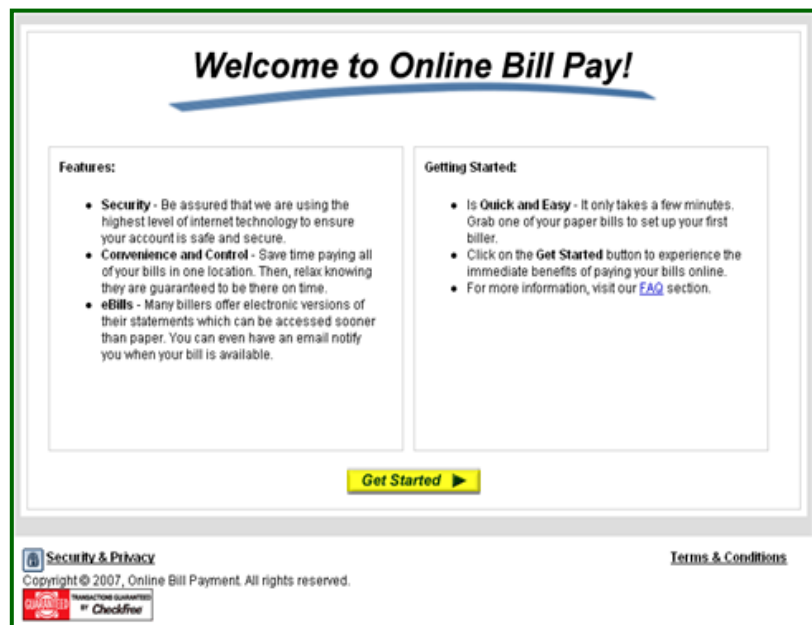 Welcome to Online Bill Pay!
Features:
• Security - Be assured that we are using the
highest level of internet technology to ensure
your account is safe and secure.
• Convenience and Control - Save time paying all
of your bills in one location. Then, relax knowing
they are guaranteed to be there on time.
• eBills - Many billers offer electronic versions of
their statements which can be accessed sooner
than paper. You can even have an email notify
you when your bill is available.
Getting Started:
• Is Quick and Easy - It only takes a few minutes.
Grab one of your paper bills to set up your first
biller.
• Click on the Get Started button to experience the
immediate benefits of paying your bills online.
• For more information, visit our FAQ section.
Get Started
Security & Privacy
Terms & Conditions
Copyright © 2007, Online Bill Payment. All rights reserved.
GUARANTEED
TRANSACTIONS GUARANTEED
BY Checkfree